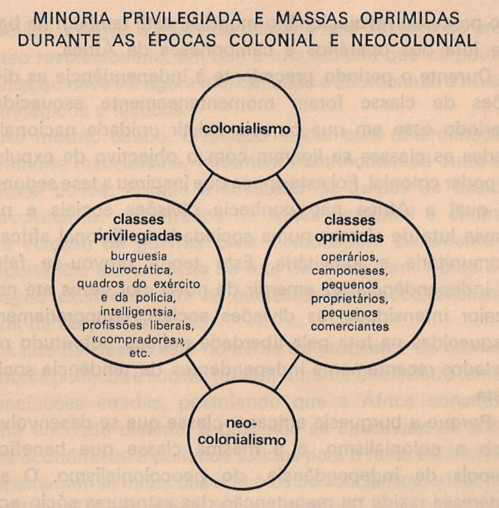 MINORIA PRIVILEGIADA E MASSAS OPRIMIDAS
DURANTE AS ÉPOCAS COLONIAL E NEOCOLONIAL
colonialismo
classes
privilegiadas
burguesia
burocrática,
quadros do exército
e da polícia,
inteligentsia,
profissões liberais,
«compradores»,
etc.
classes
oprimidas
operários,
camponeses,
pequenos
proprietários,
pequenos
comerciantes
neo-
colonialismo